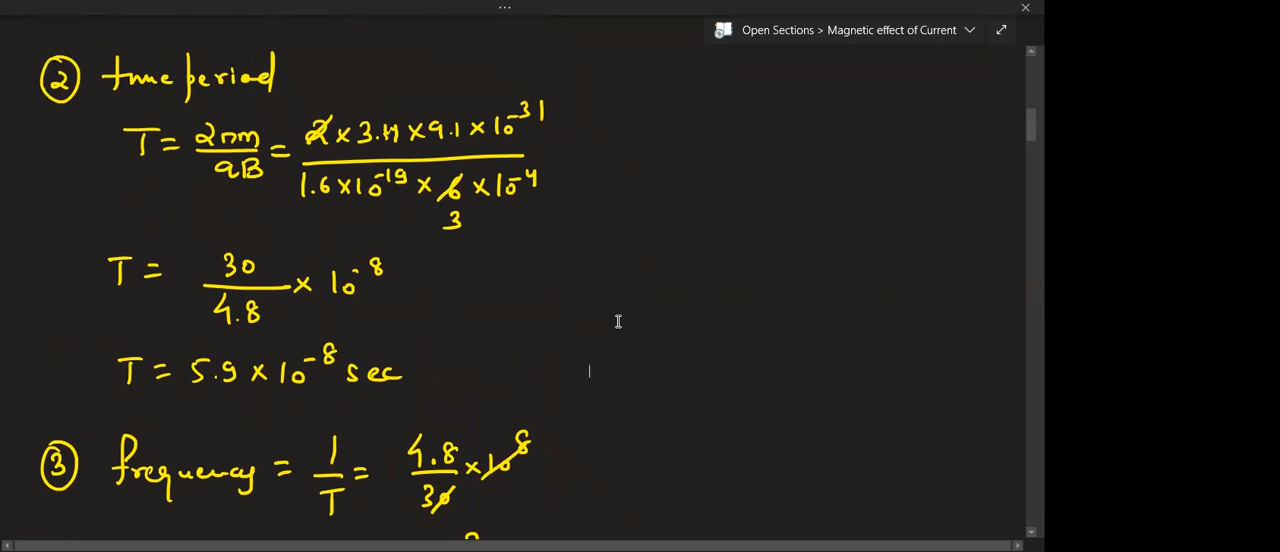 Open Sections > Magnetic effect of Current
② time period
T = 2πm / qB = 2 × 3.14 × 9.1 × 10⁻³¹ / 1.6 × 10⁻¹⁹ × 6 × 10⁻⁴
3
T = 30 / 4.8 × 10⁻⁸
T = 5.9 × 10⁻⁸ sec
③ frequency = 1 / T = 4.8 / 30 × 10⁸